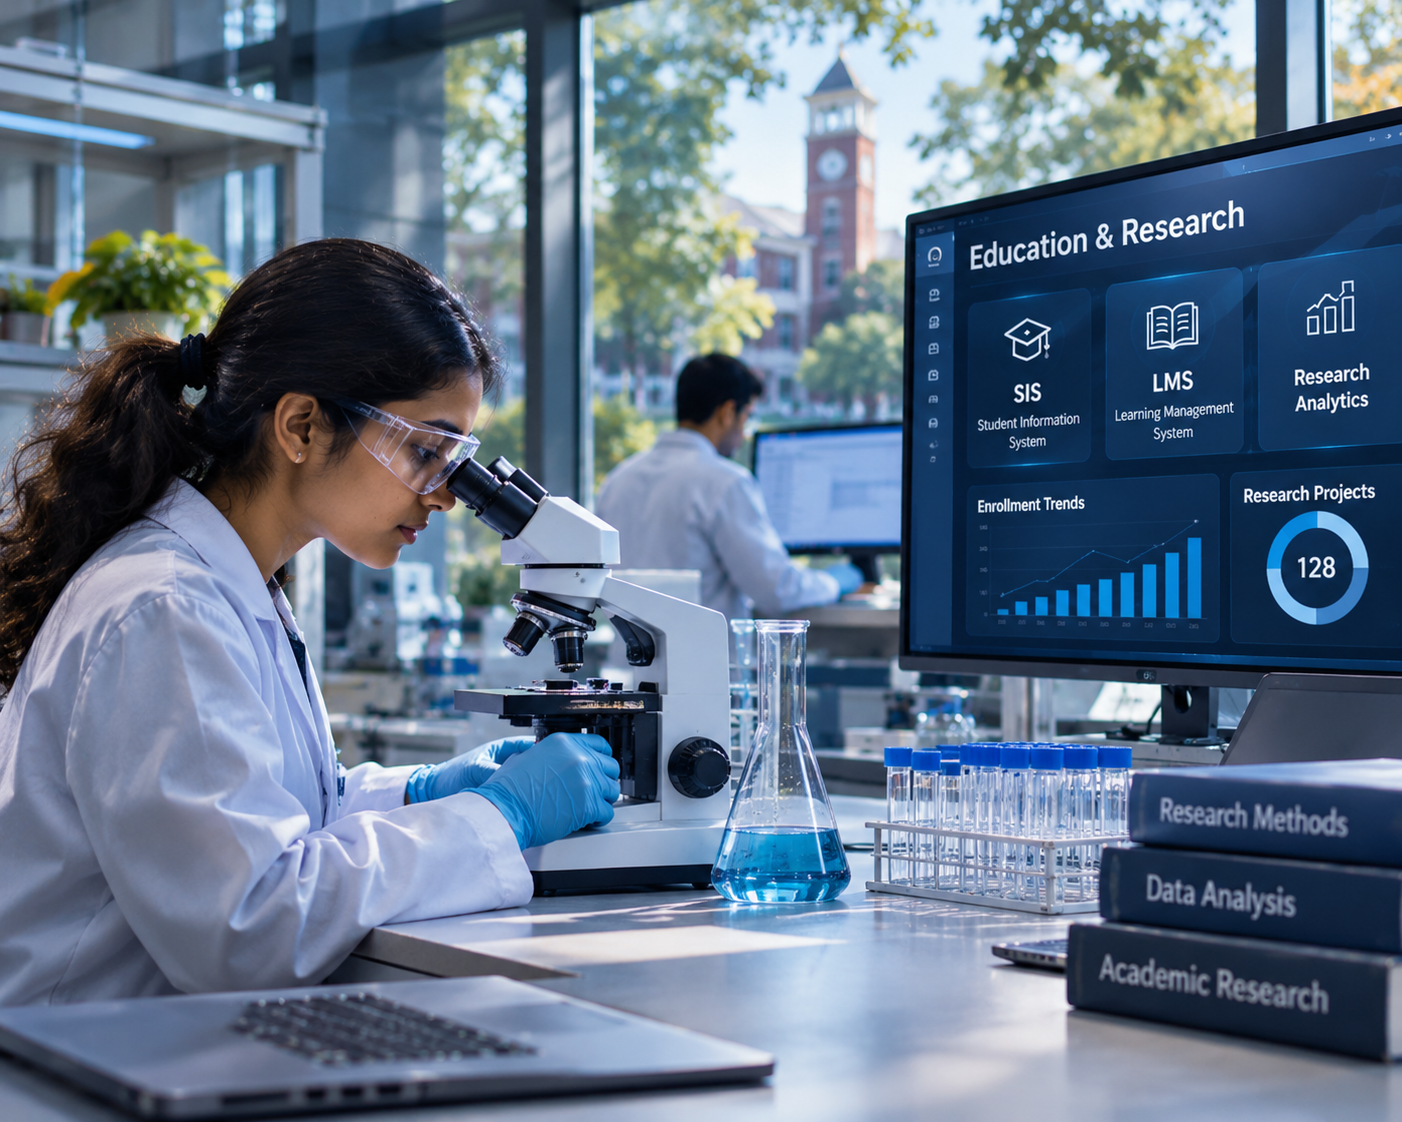 Education & Research
SIS
Student Information
System
LMS
Learning Management
System
Research
Analytics
Enrollment Trends
Research Projects
128
Research Methods
Data Analysis
Academic Research